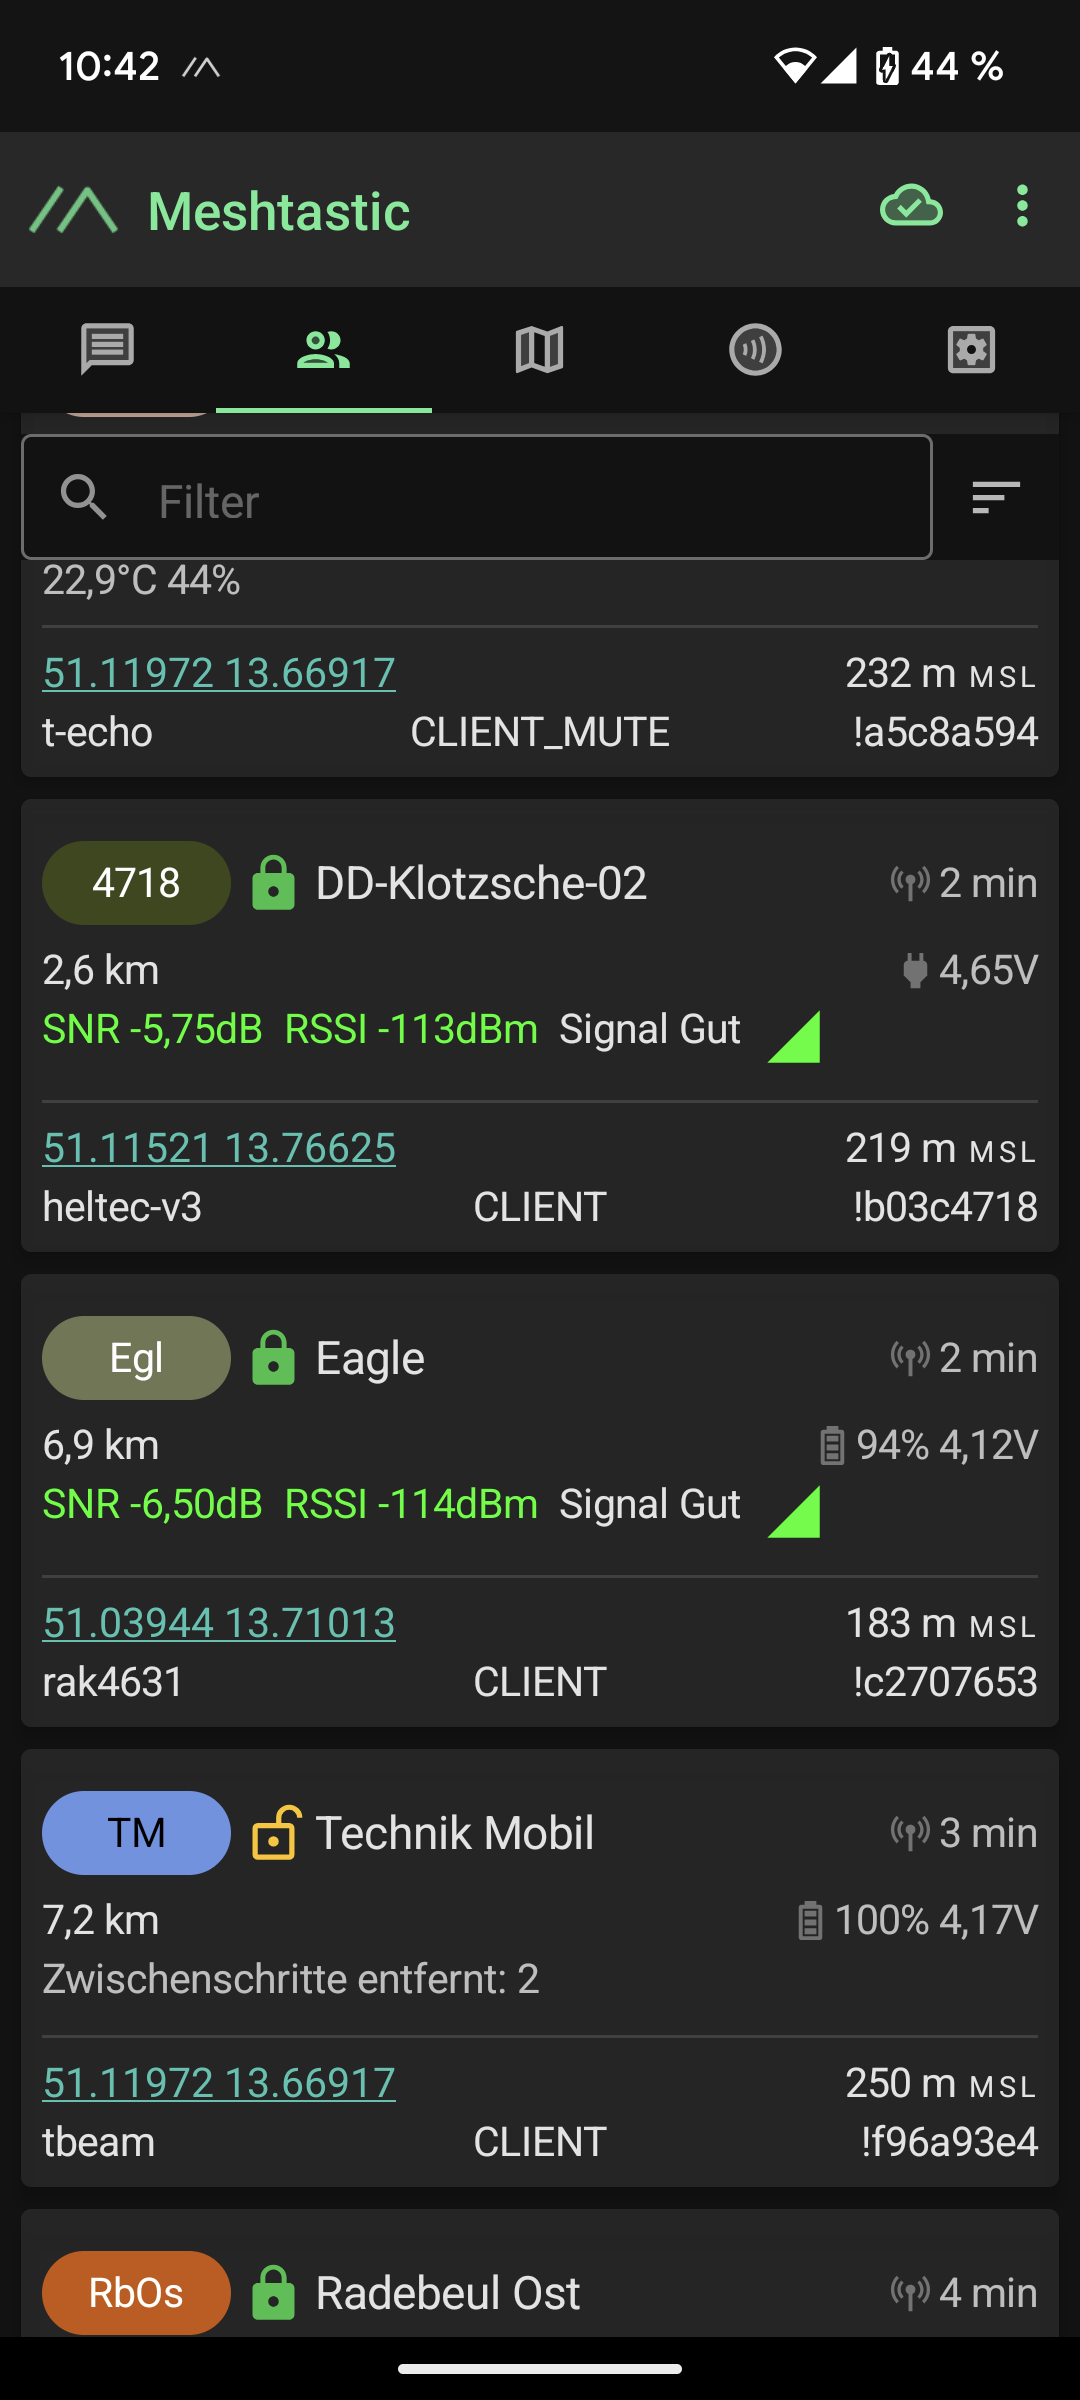 10:42 44 %
Meshtastic
Filter
22,9°C 44%
51.11972 13.66917 232 m MSL
t-echo CLIENT_MUTE !a5c8a594
4718 DD-Klotzsche-02 2 min
2,6 km 4,65V
SNR -5,75dB RSSI -113dBm Signal Gut
51.11521 13.76625 219 m MSL
heltec-v3 CLIENT !b03c4718
Egl Eagle 2 min
6,9 km 94% 4,12V
SNR -6,50dB RSSI -114dBm Signal Gut
51.03944 13.71013 183 m MSL
rak4631 CLIENT !c2707653
TM Technik Mobil 3 min
7,2 km 100% 4,17V
Zwischenschritte entfernt: 2
51.11972 13.66917 250 m MSL
tbeam CLIENT !f96a93e4
RbOs Radebeul Ost 4 min